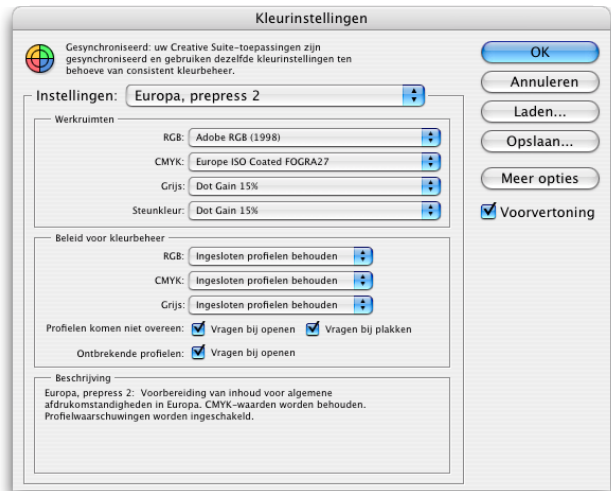 Kleurinstellingen
Gesynchroniseerd: uw Creative Suite-toepassingen zijn
gesynchroniseerd en gebruiken dezelfde kleurinstellingen ten
behoeve van consistent kleurbeheer.
OK
Annuleren
Laden...
Opslaan...
Meer opties
Voorvertoning
Instellingen: Europa, prepress 2
Werkruimten
RGB: Adobe RGB (1998)
CMYK: Europe ISO Coated FOGRA27
Grijs: Dot Gain 15%
Steunkleur: Dot Gain 15%
Beleid voor kleurbeheer
RGB: Ingesloten profielen behouden
CMYK: Ingesloten profielen behouden
Grijs: Ingesloten profielen behouden
Profielen komen niet overeen: Vragen bij openen Vragen bij plakken
Ontbrekende profielen: Vragen bij openen
Beschrijving
Europa, prepress 2: Voorbereiding van inhoud voor algemene
afdrukomstandigheden in Europa. CMYK-waarden worden behouden.
Profielwaarschuwingen worden ingeschakeld.